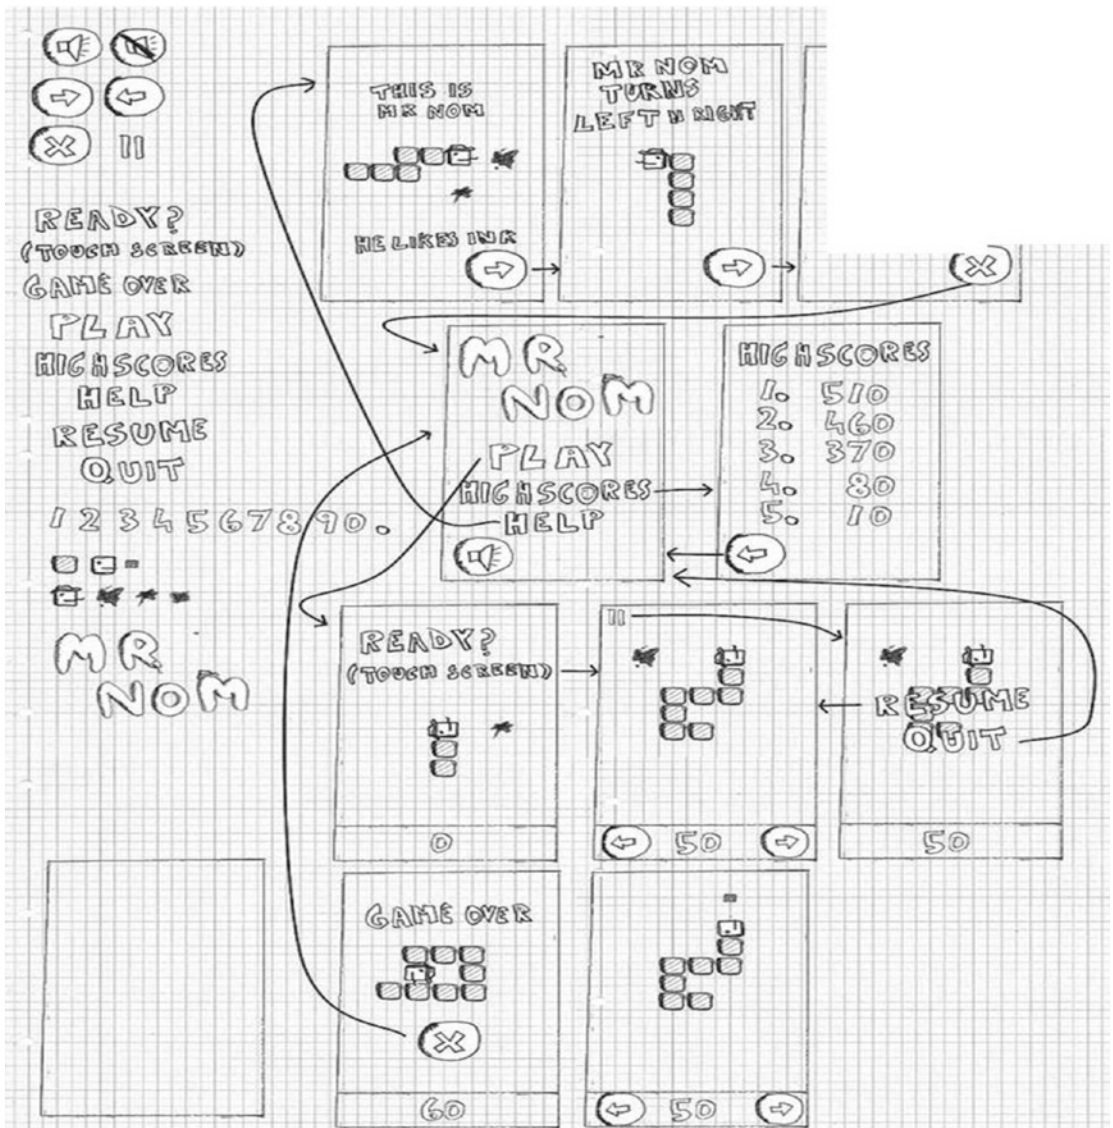 READY?
(TOUCH SCREEN)
GAME OVER
PLAY
HIGHSCORES
HELP
RESUME
QUIT
1234567890.
MR
NOM
THIS IS
MR NOM
HE LIKES INK
MR NOM
TURNS
LEFT N RIGHT
MR
NOM
PLAY
HIGHSCORES
HELP
HIGHSCORES
1. 510
2. 460
3. 370
4. 80
5. 10
READY?
(TOUCH SCREEN)
0
50
RESUME
QUIT
50
GAME OVER
60
50